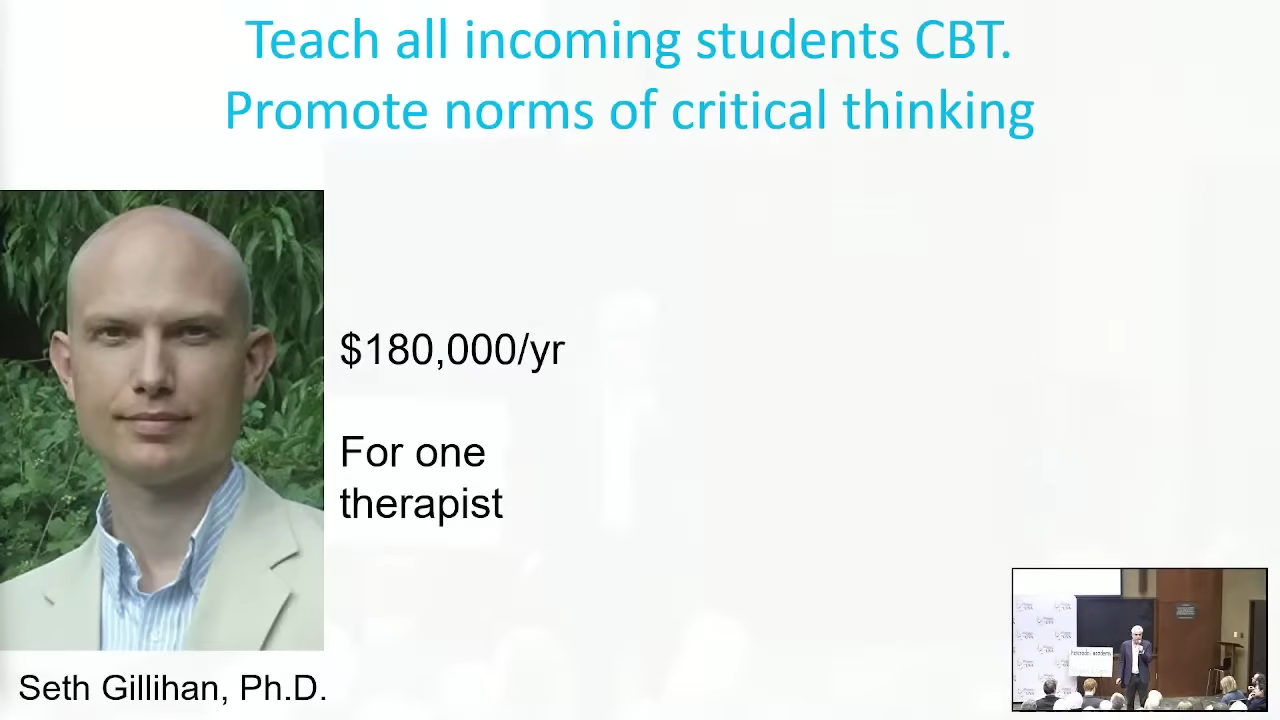 Teach all incoming students CBT.
Promote norms of critical thinking
$180,000/yr
For one
therapist
Seth Gillihan, Ph.D.